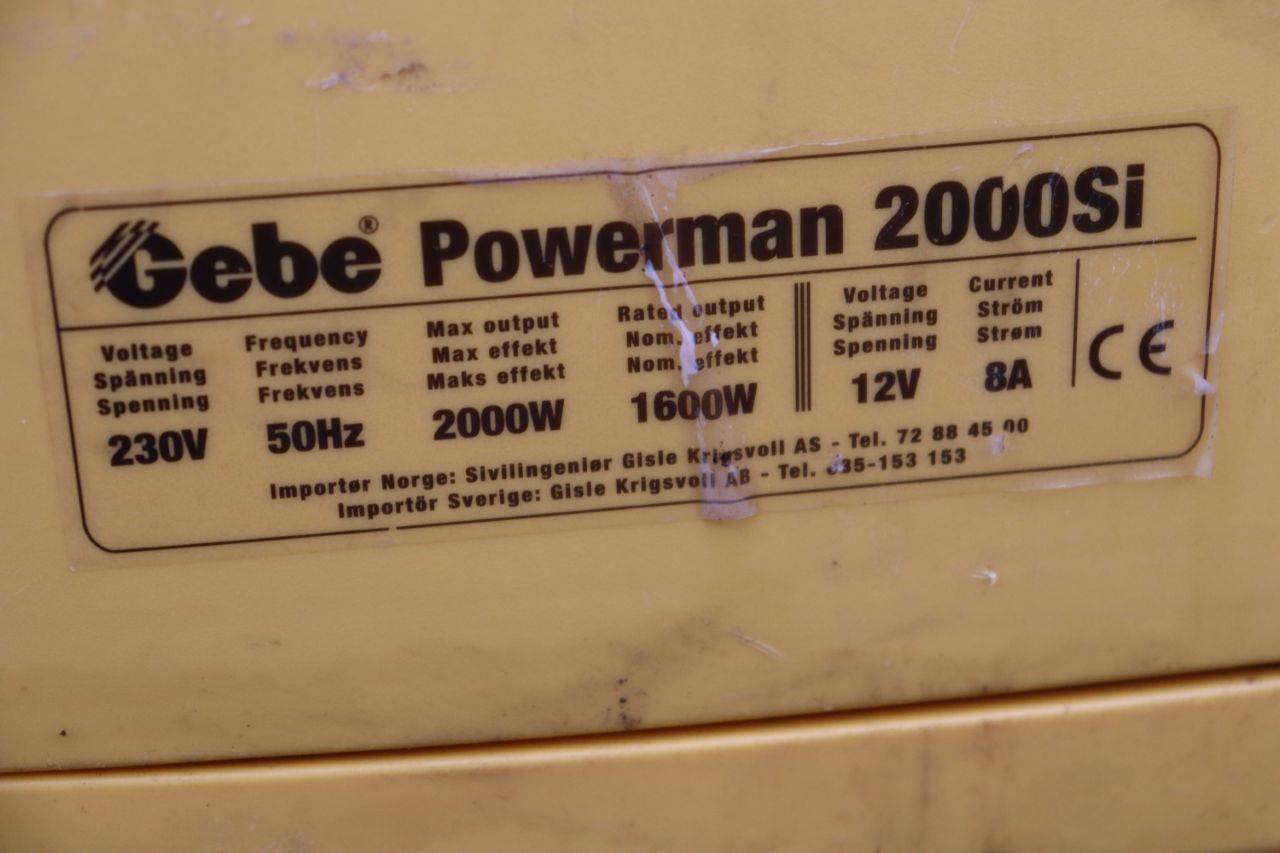 Gebe® Powerman 2000Si
Voltage Frequency Max output Rated output Voltage Current
Spänning Frekvens Max effekt Nom. effekt Spänning Ström
Spenning Frekvens Maks effekt Nom. effekt Spenning Strøm
230V 50Hz 2000W 1600W 12V 8A CE
Importør Norge: Sivilingeniør Gisle Krigsvoll AS - Tel. 72 88 45 00
Importör Sverige: Gisle Krigsvoll AB - Tel. 153